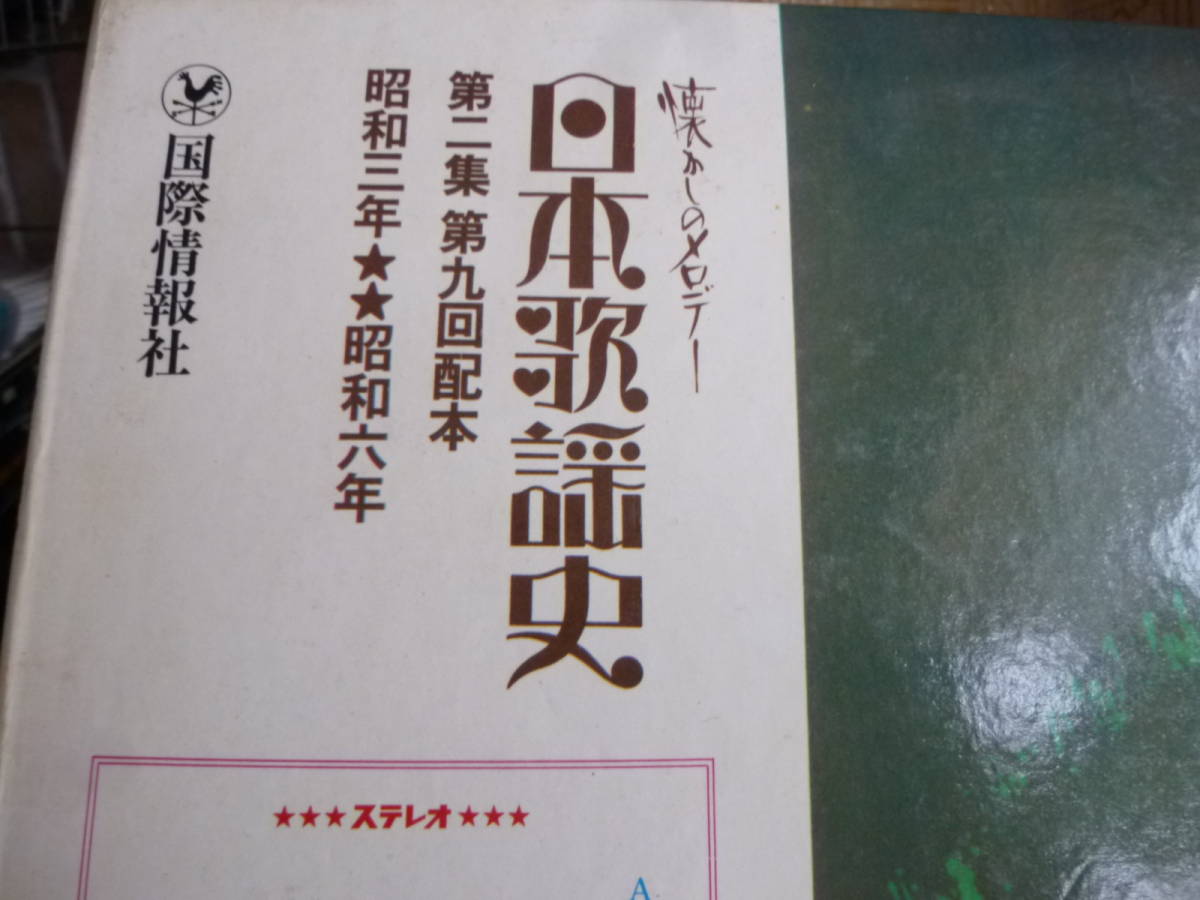 懐かしのメロデー
日本歌謡史
第二集 第九回配本
昭和三年★★昭和六年
国際情報社
★★★ステレオ★★★
A